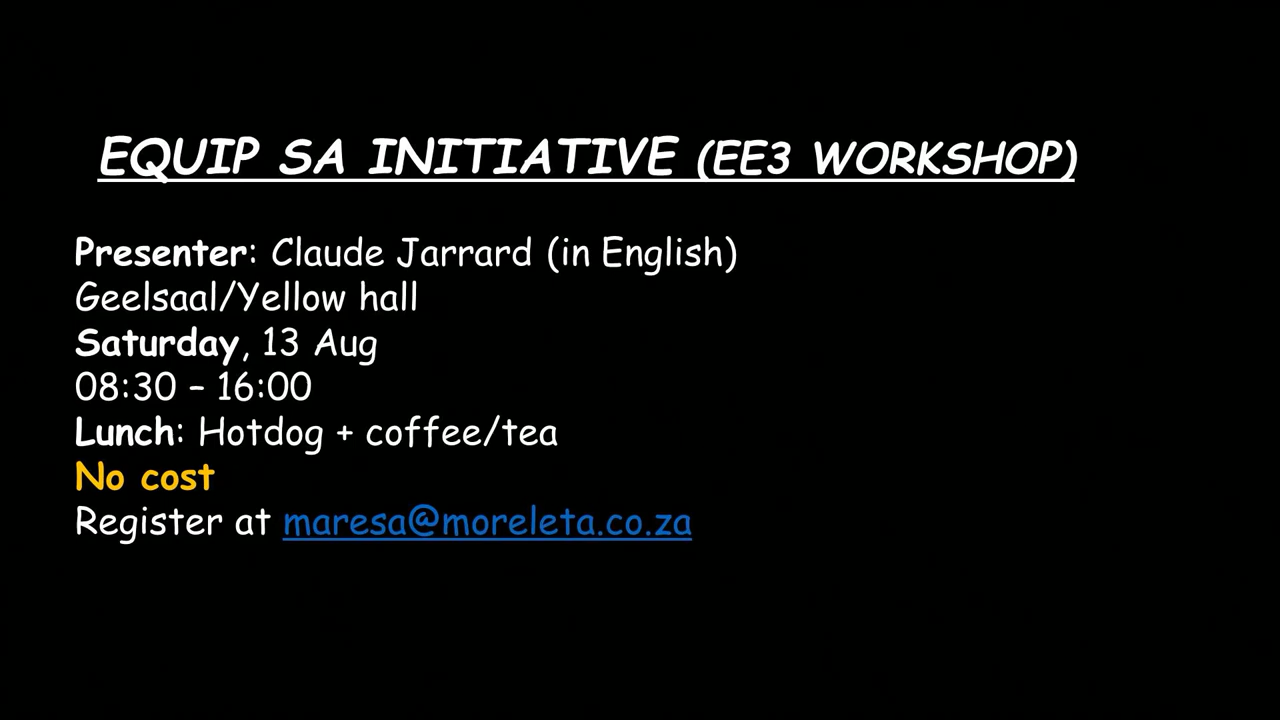 EQUIP SA INITIATIVE (EE3 WORKSHOP)
Presenter: Claude Jarrard (in English)
Geelsaal/Yellow hall
Saturday, 13 Aug
08:30 – 16:00
Lunch: Hotdog + coffee/tea
No cost
Register at maresa@moreleta.co.za